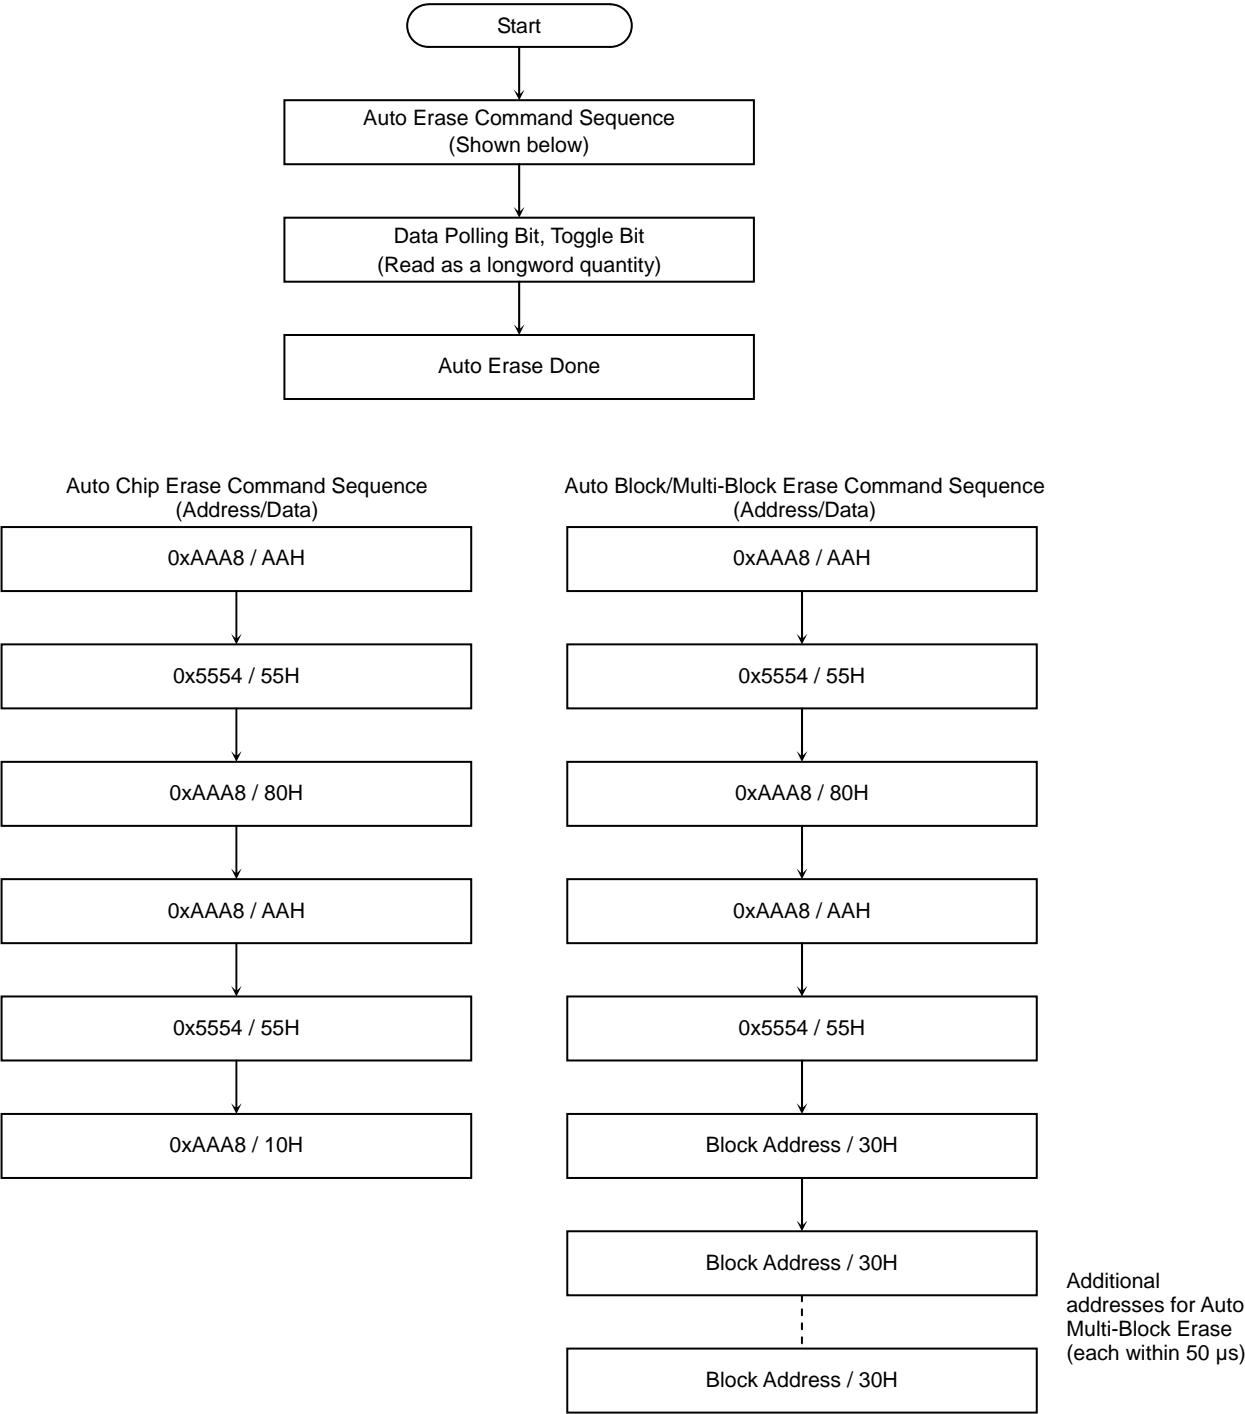 Start
Auto Erase Command Sequence
(Shown below)
Data Polling Bit, Toggle Bit
(Read as a longword quantity)
Auto Erase Done
Auto Chip Erase Command Sequence
(Address/Data)
0xAAA8 / AAH
0x5554 / 55H
0xAAA8 / 80H
0xAAA8 / AAH
0x5554 / 55H
0xAAA8 / 10H
Auto Block/Multi-Block Erase Command Sequence
(Address/Data)
0xAAA8 / AAH
0x5554 / 55H
0xAAA8 / 80H
0xAAA8 / AAH
0x5554 / 55H
Block Address / 30H
Block Address / 30H
Block Address / 30H
Additional
addresses for Auto
Multi-Block Erase
(each within 50 μs)